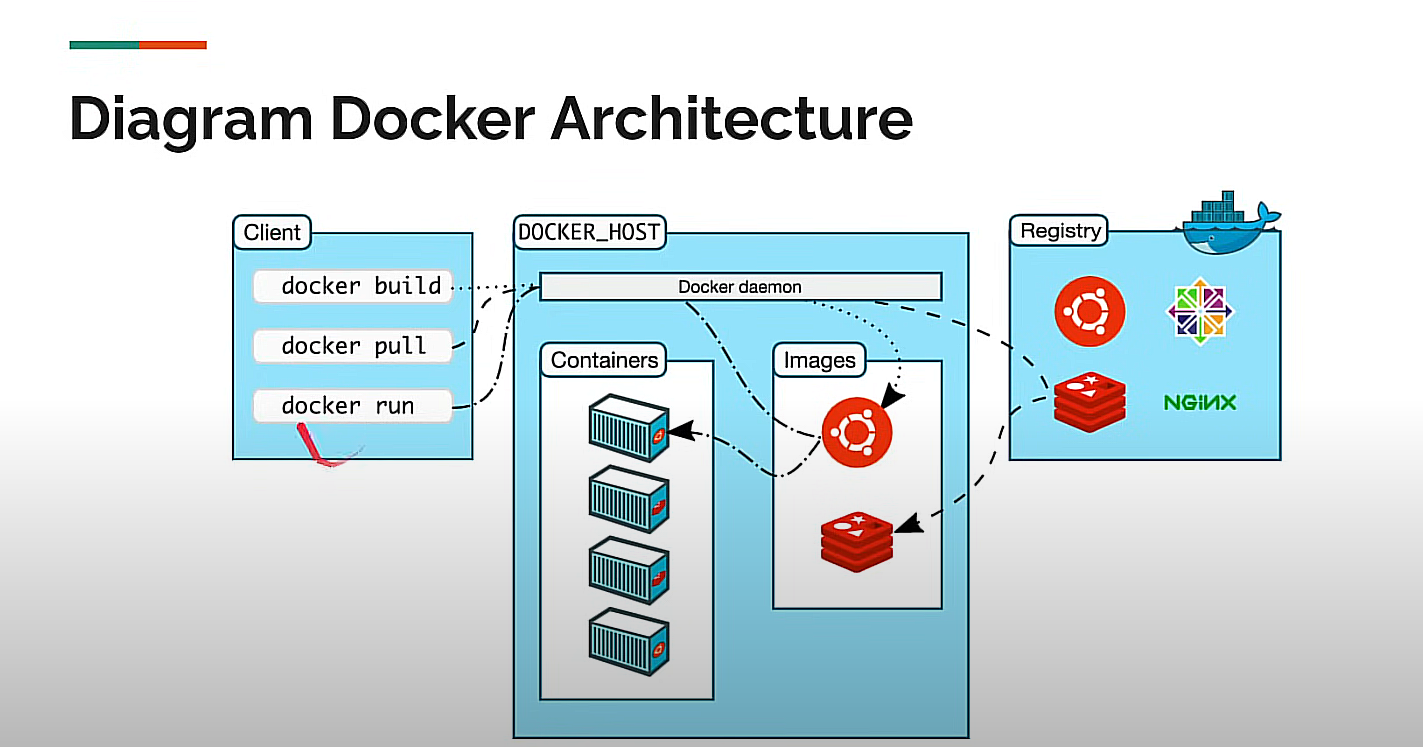 Diagram Docker Architecture
Client
docker build
docker pull
docker run
DOCKER_HOST
Docker daemon
Containers
Images
Registry
NGINX